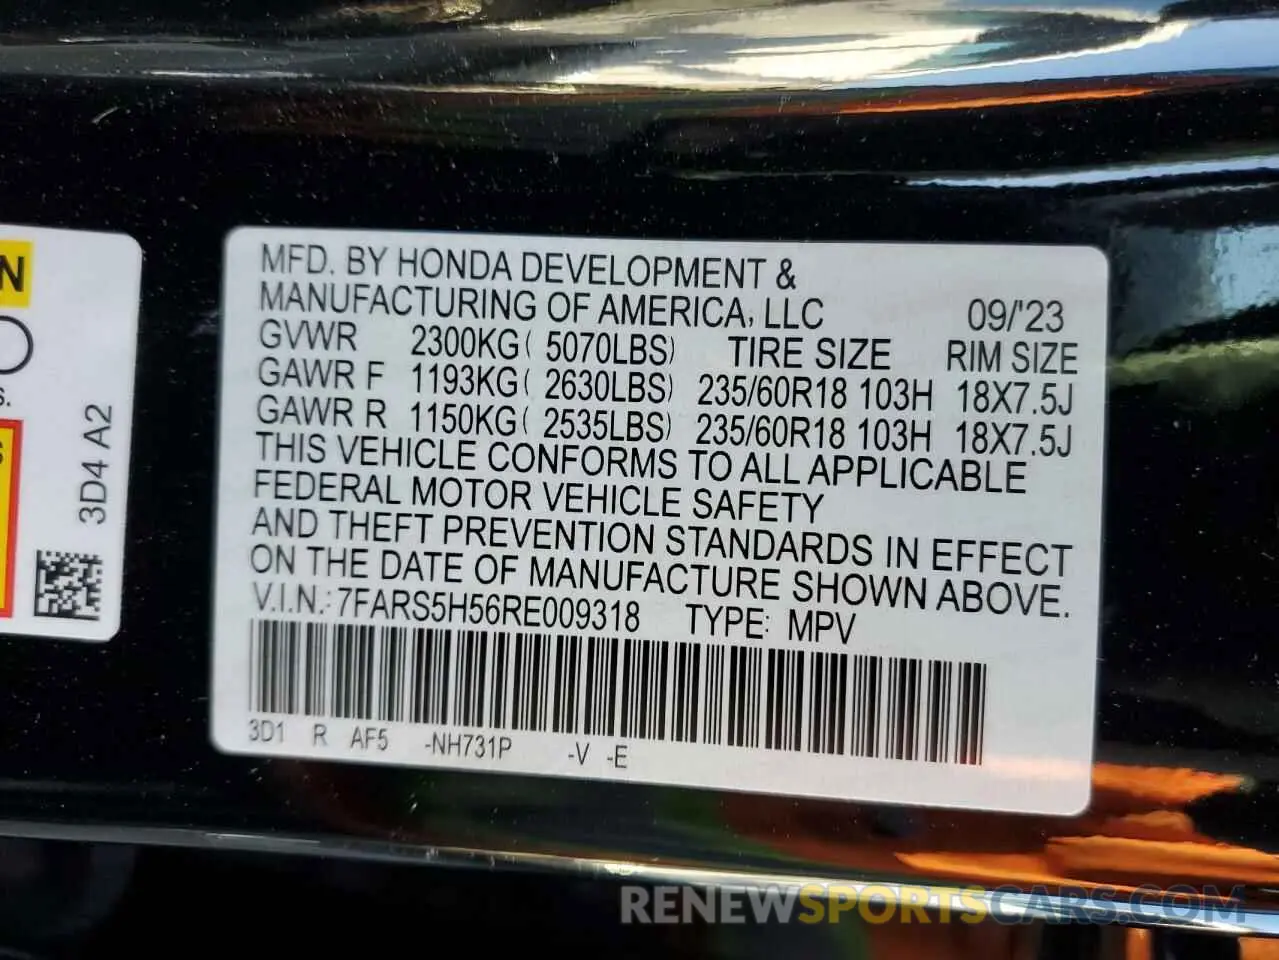 MFD. BY HONDA DEVELOPMENT &
MANUFACTURING OF AMERICA, LLC 09/'23
GVWR 2300KG( 5070LBS) TIRE SIZE RIM SIZE
GAWR F 1193KG( 2630LBS) 235/60R18 103H 18X7.5J
GAWR R 1150KG( 2535LBS) 235/60R18 103H 18X7.5J
THIS VEHICLE CONFORMS TO ALL APPLICABLE
FEDERAL MOTOR VEHICLE SAFETY
AND THEFT PREVENTION STANDARDS IN EFFECT
ON THE DATE OF MANUFACTURE SHOWN ABOVE.
V.I.N.: 7FARS5H56RE009318 TYPE: MPV
3D1 R AF5 -NH731P -V -E
3D4 A2
RENEWSPORTSCARS.COM